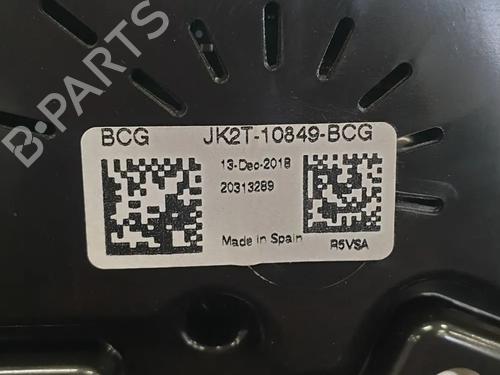 B-PARTS
BCG JK2T-10849-BCG
13-Dec-2018
20313289
Made in Spain R5VSA